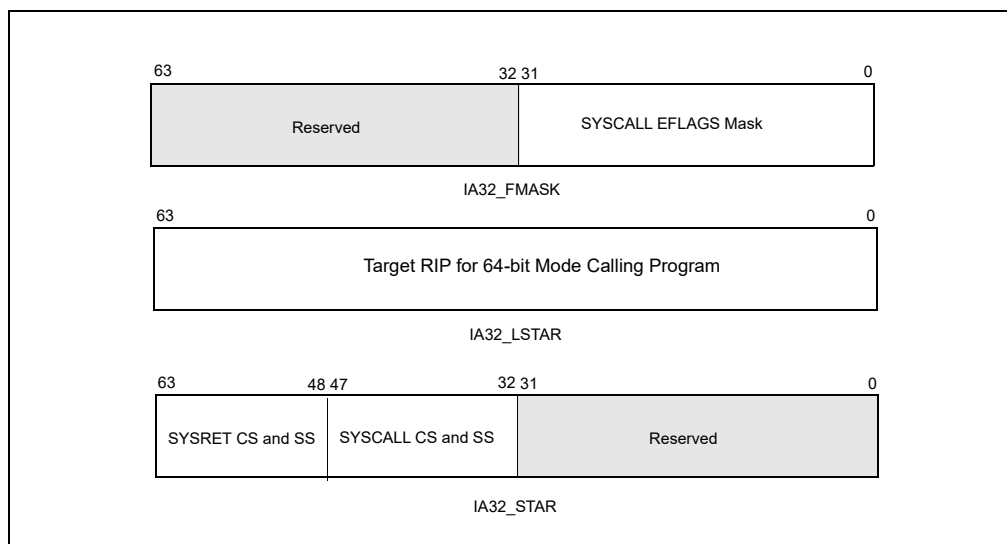 63 32 31 0
Reserved SYSCALL EFLAGS Mask
IA32_FMASK
63 0
Target RIP for 64-bit Mode Calling Program
IA32_LSTAR
63 48 47 32 31 0
SYSRET CS and SS SYSCALL CS and SS Reserved
IA32_STAR